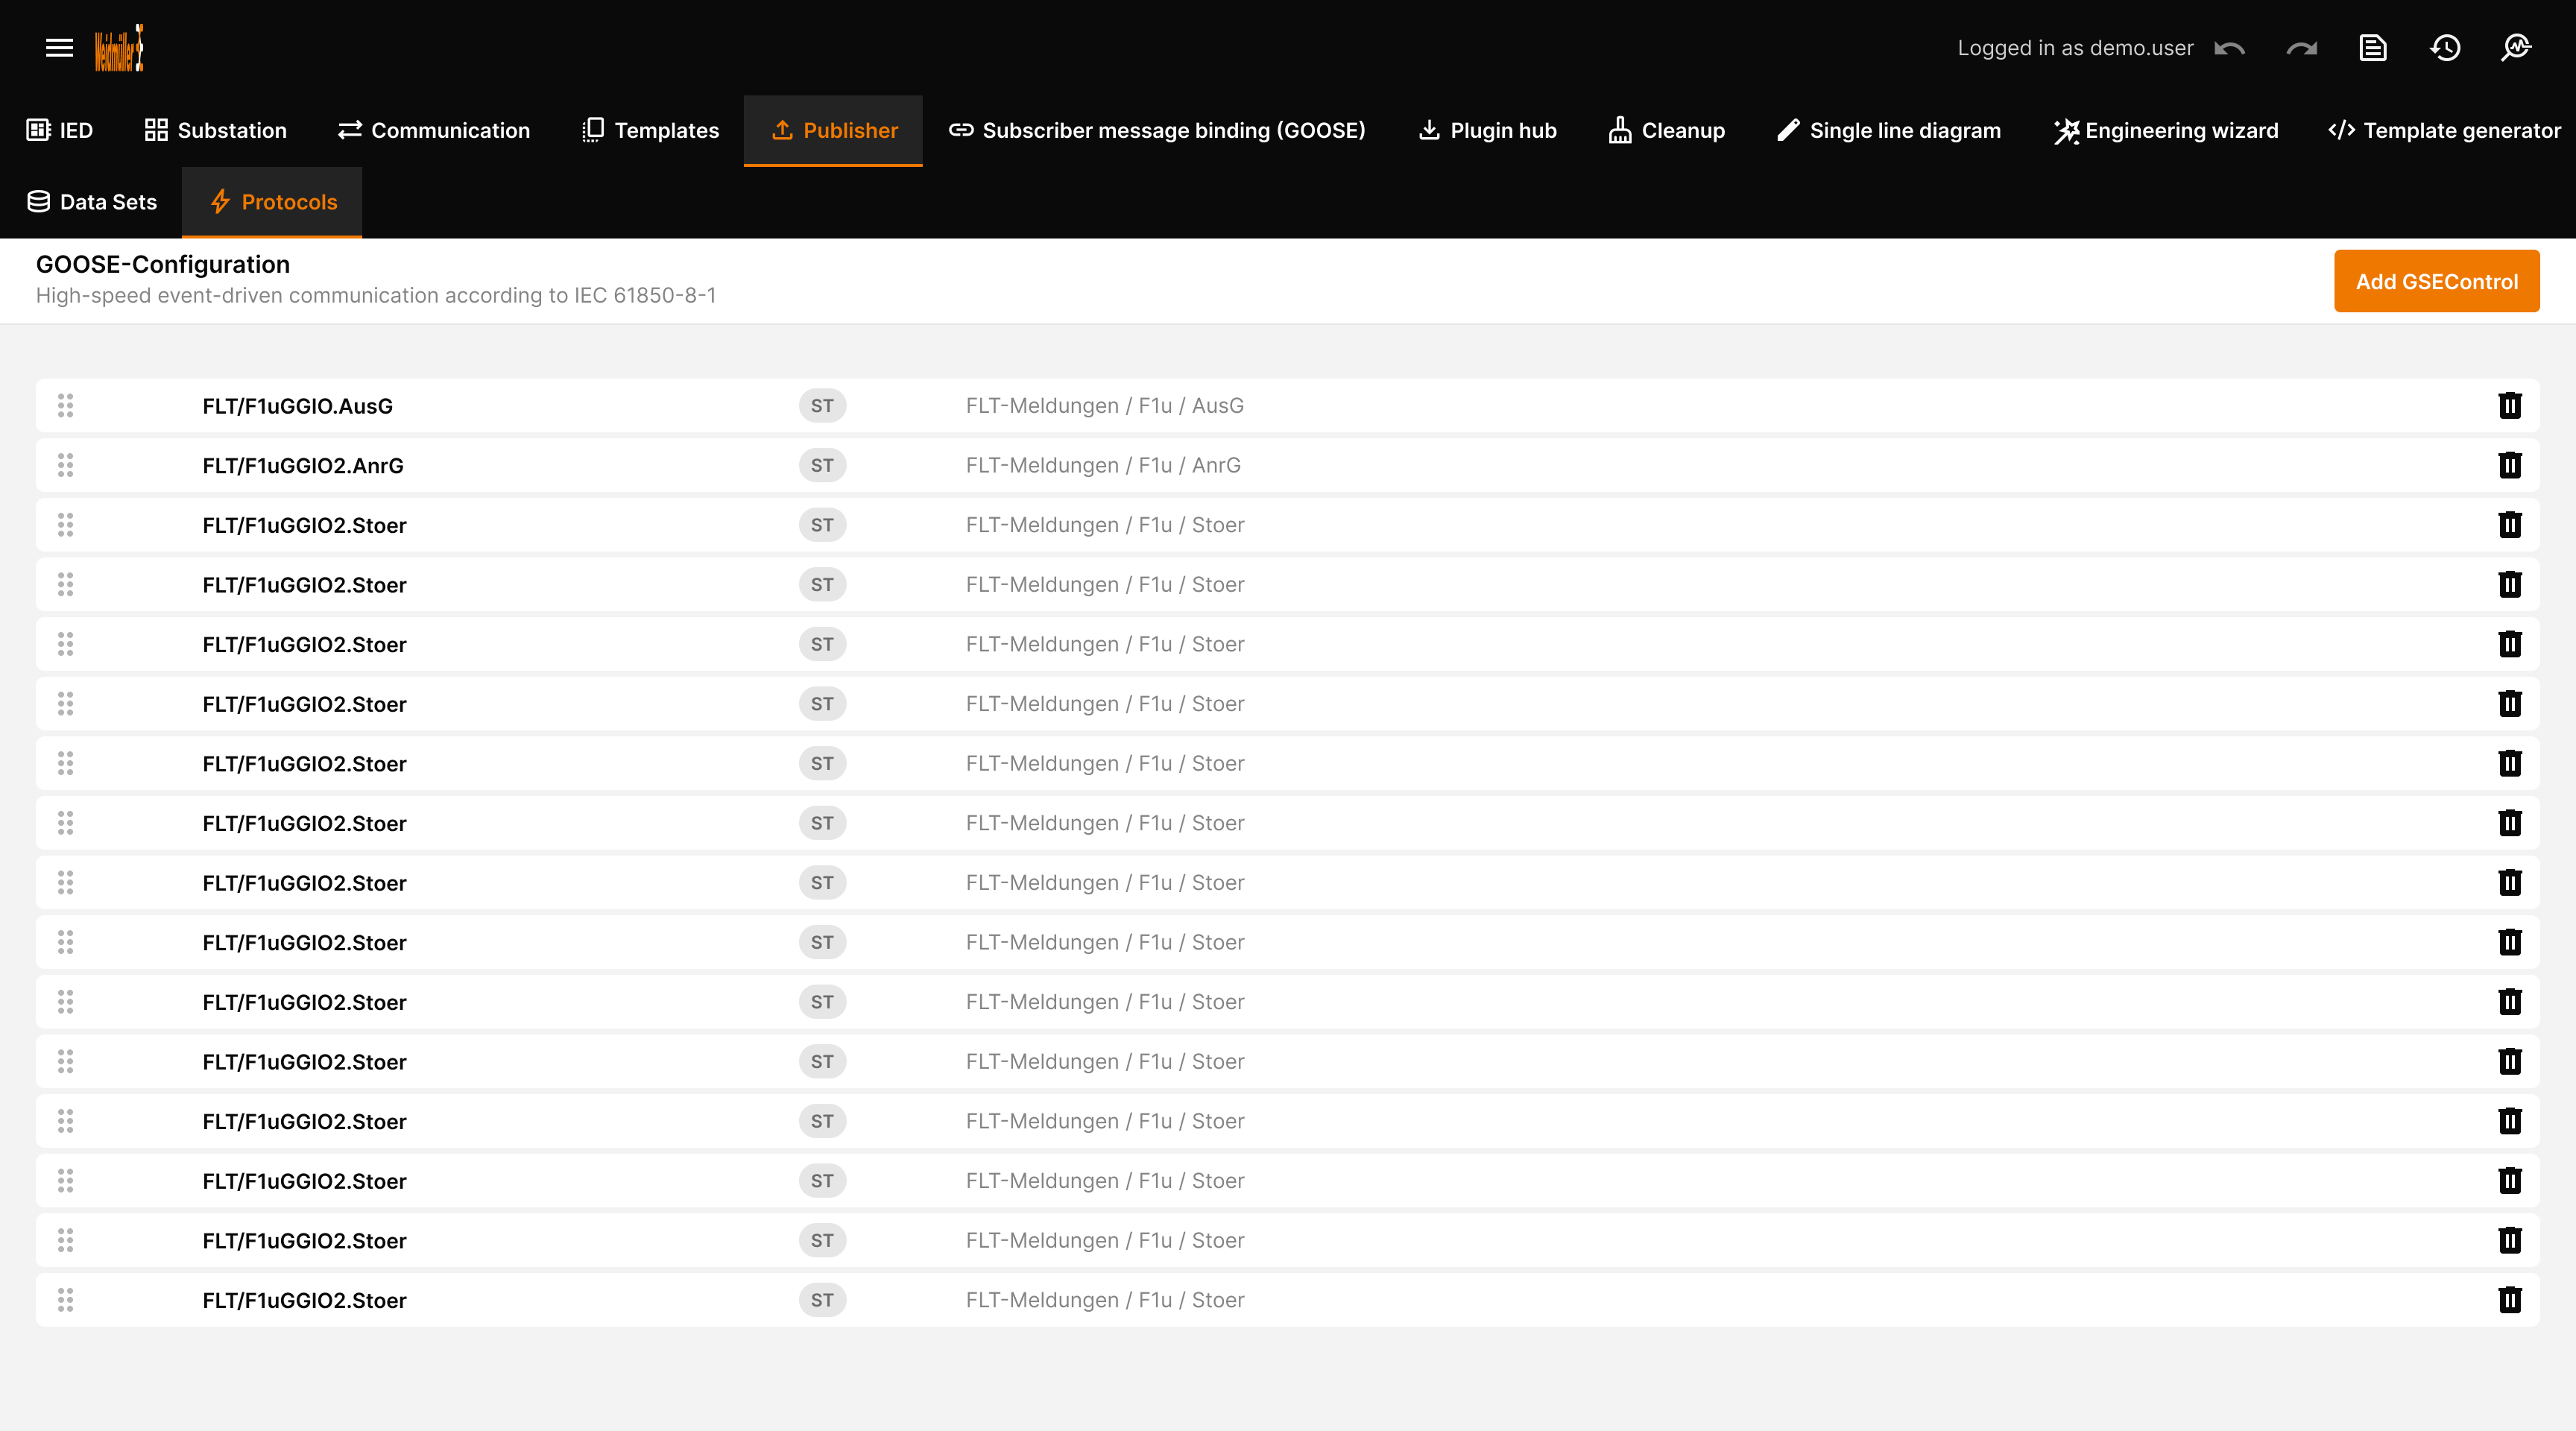 Weidmüller
Logged in as demo.user
IED Substation Communication Templates Publisher Subscriber message binding (GOOSE) Plugin hub Cleanup Single line diagram Engineering wizard Template generator
Data Sets Protocols
GOOSE-Configuration
High-speed event-driven communication according to IEC 61850-8-1
Add GSEControl
FLT/F1uGGIO.AusG ST FLT-Meldungen / F1u / AusG
FLT/F1uGGIO2.AnrG ST FLT-Meldungen / F1u / AnrG
FLT/F1uGGIO2.Stoer ST FLT-Meldungen / F1u / Stoer
FLT/F1uGGIO2.Stoer ST FLT-Meldungen / F1u / Stoer
FLT/F1uGGIO2.Stoer ST FLT-Meldungen / F1u / Stoer
FLT/F1uGGIO2.Stoer ST FLT-Meldungen / F1u / Stoer
FLT/F1uGGIO2.Stoer ST FLT-Meldungen / F1u / Stoer
FLT/F1uGGIO2.Stoer ST FLT-Meldungen / F1u / Stoer
FLT/F1uGGIO2.Stoer ST FLT-Meldungen / F1u / Stoer
FLT/F1uGGIO2.Stoer ST FLT-Meldungen / F1u / Stoer
FLT/F1uGGIO2.Stoer ST FLT-Meldungen / F1u / Stoer
FLT/F1uGGIO2.Stoer ST FLT-Meldungen / F1u / Stoer
FLT/F1uGGIO2.Stoer ST FLT-Meldungen / F1u / Stoer
FLT/F1uGGIO2.Stoer ST FLT-Meldungen / F1u / Stoer
FLT/F1uGGIO2.Stoer ST FLT-Meldungen / F1u / Stoer
FLT/F1uGGIO2.Stoer ST FLT-Meldungen / F1u / Stoer